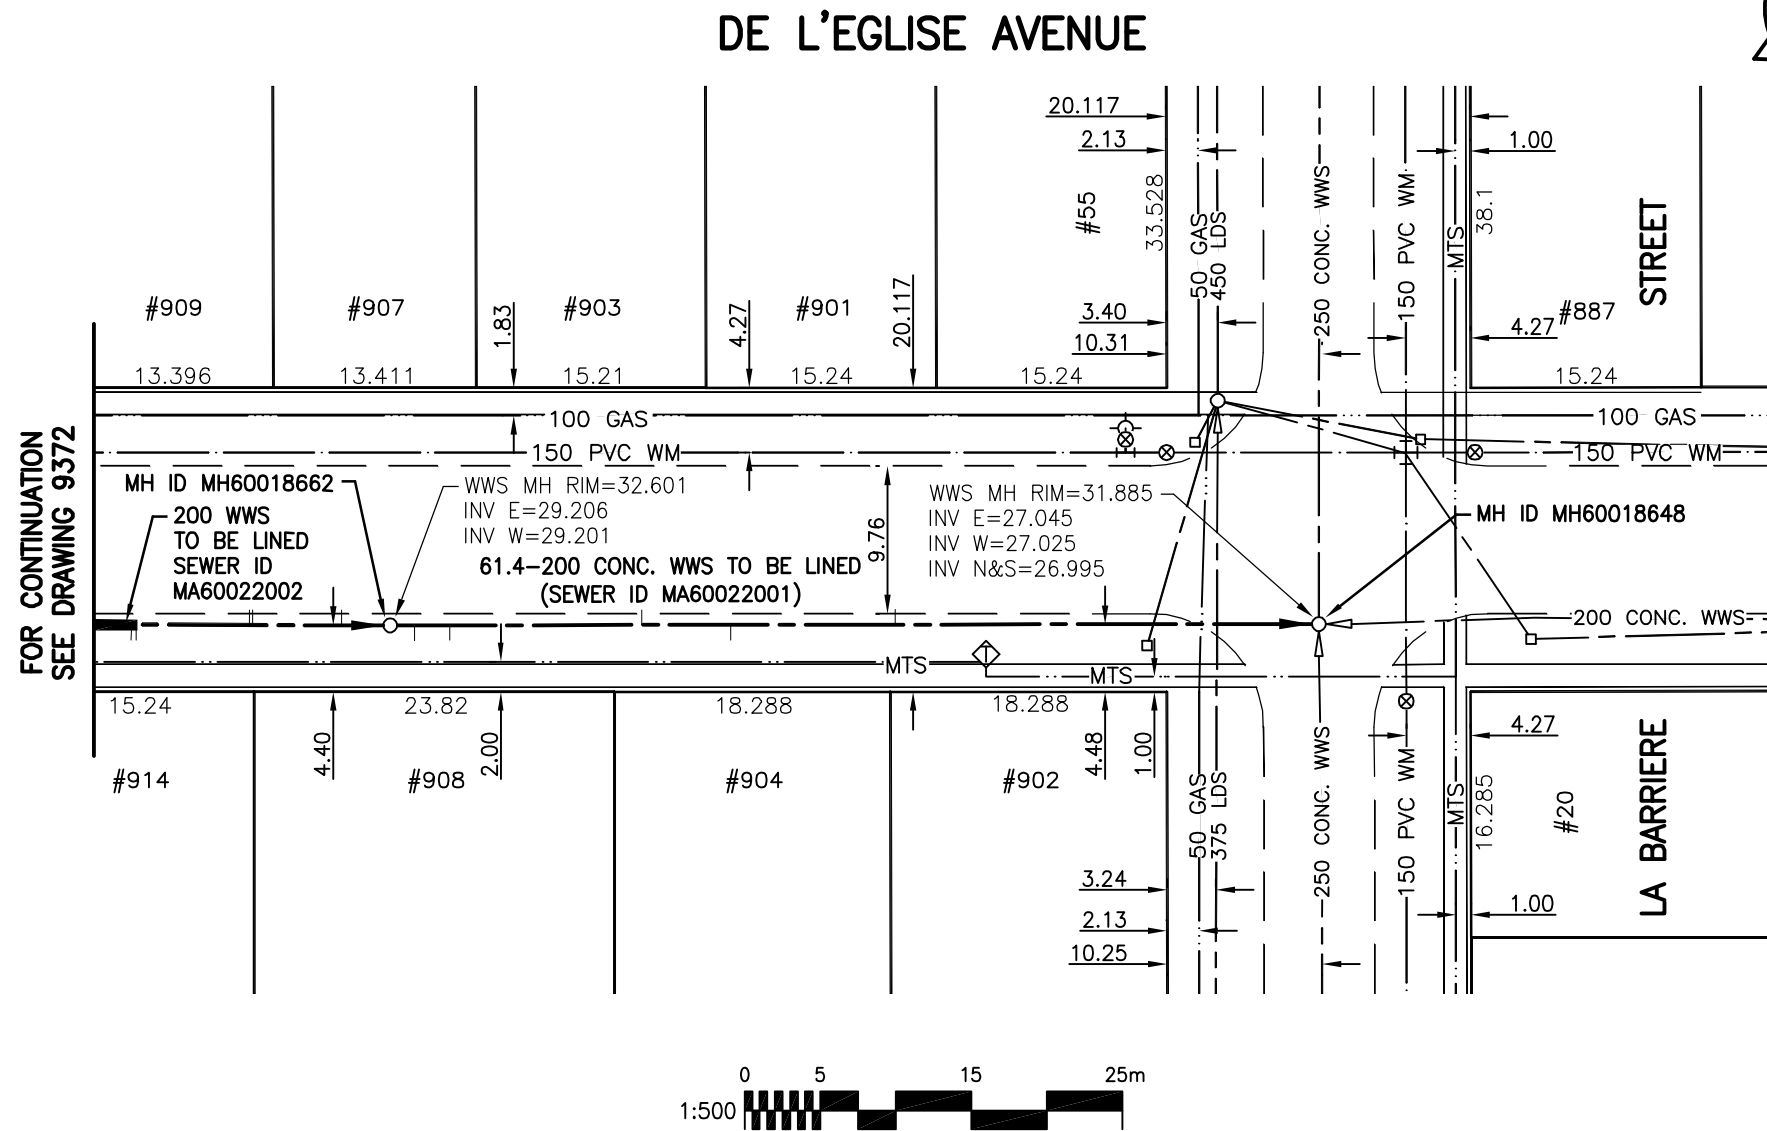 DE L'EGLISE AVENUE
20.117
2.13
1.00
#55
33.528
50 GAS
450 LDS
250 CONC. WWS
150 PVC WM
MTS
38.1
STREET
#909
#907
1.83
#903
4.27
#901
20.117
3.40
10.31
#887
4.27
13.396
13.411
15.21
15.24
15.24
15.24
100 GAS
100 GAS
150 PVC WM
150 PVC WM
FOR CONTINUATION
SEE DRAWING 9372
MH ID MH60018662
200 WWS
TO BE LINED
SEWER ID
MA60022002
WWS MH RIM=32.601
INV E=29.206
INV W=29.201
61.4-200 CONC. WWS TO BE LINED
(SEWER ID MA60022001)
9.76
WWS MH RIM=31.885
INV E=27.045
INV W=27.025
INV N&S=26.995
MH ID MH60018648
200 CONC. WWS
MTS
MTS
15.24
23.82
18.288
18.288
4.40
2.00
4.48
1.00
#914
#908
#904
#902
50 GAS
375 LDS
250 CONC. WWS
150 PVC WM
MTS
4.27
16.285
#20
LA BARRIERE
3.24
2.13
10.25
1.00
0 5 15 25m
1:500